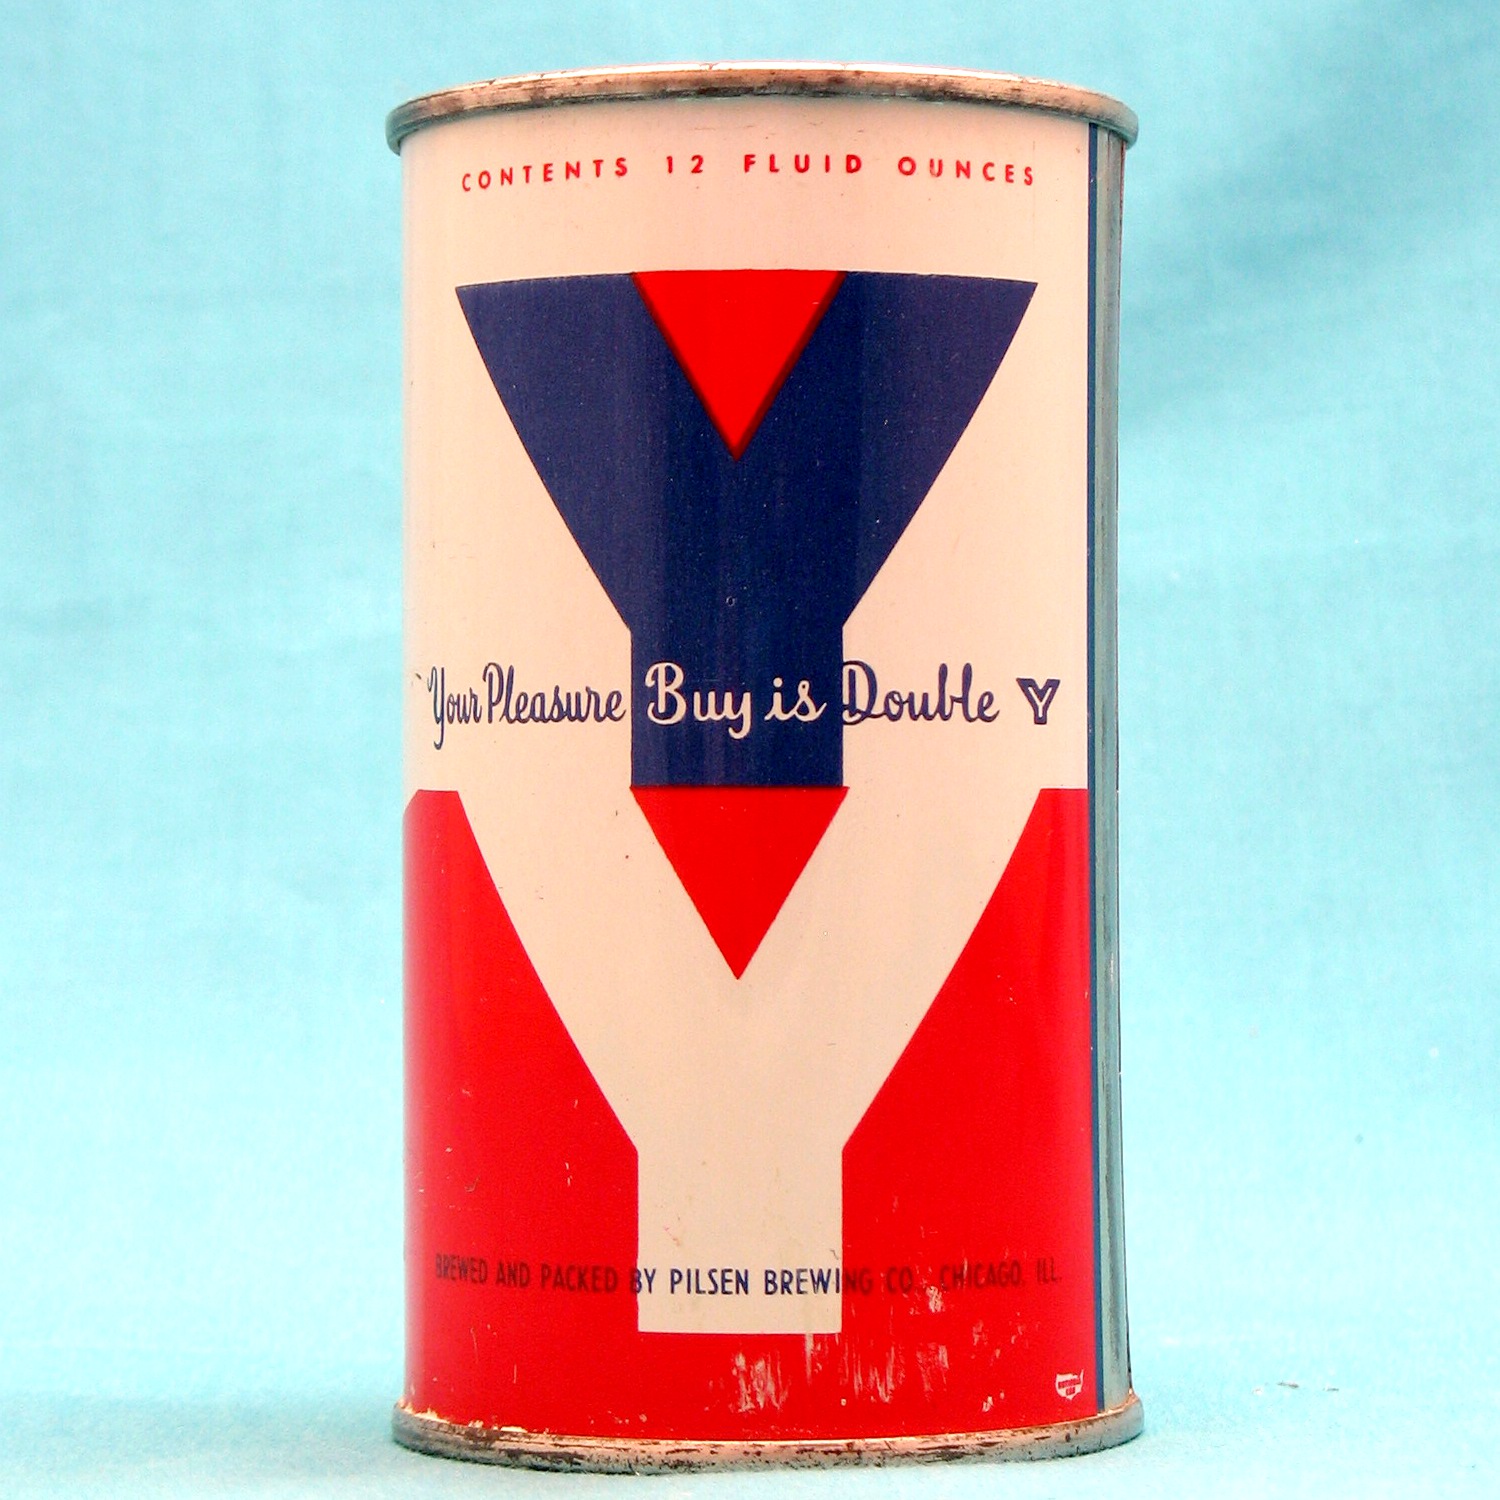 CONTENTS 12 FLUID OUNCES
Y
Your Pleasure Buy is Double Y
Y
BREWED AND PACKED BY PILSEN BREWING CO., CHICAGO, ILL.